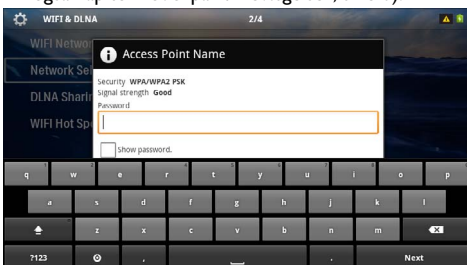 WIFI & DLNA 2/4
WIFI Netwo
Access Point Name
Network Se
Security WPA/WPA2 PSK
Signal strength Good
DLNA Sharin
Password
WIFI Hot Spo
Show password.
q w e r t y u i o p
a s d f g h j k l
z x c v b n m
?123 , . Next